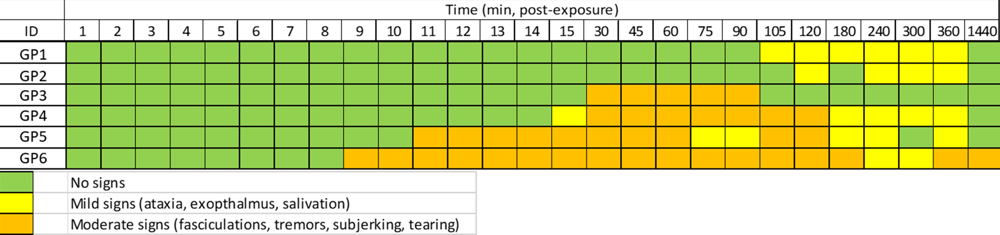 Time (min, post-exposure)
ID 1 2 3 4 5 6 7 8 9 10 11 12 13 14 15 30 45 60 75 90 105 120 180 240 300 360 1440
GP1
GP2
GP3
GP4
GP5
GP6
No signs
Mild signs (ataxia, exopthalmus, salivation)
Moderate signs (fasciculations, tremors, subjerking, tearing)